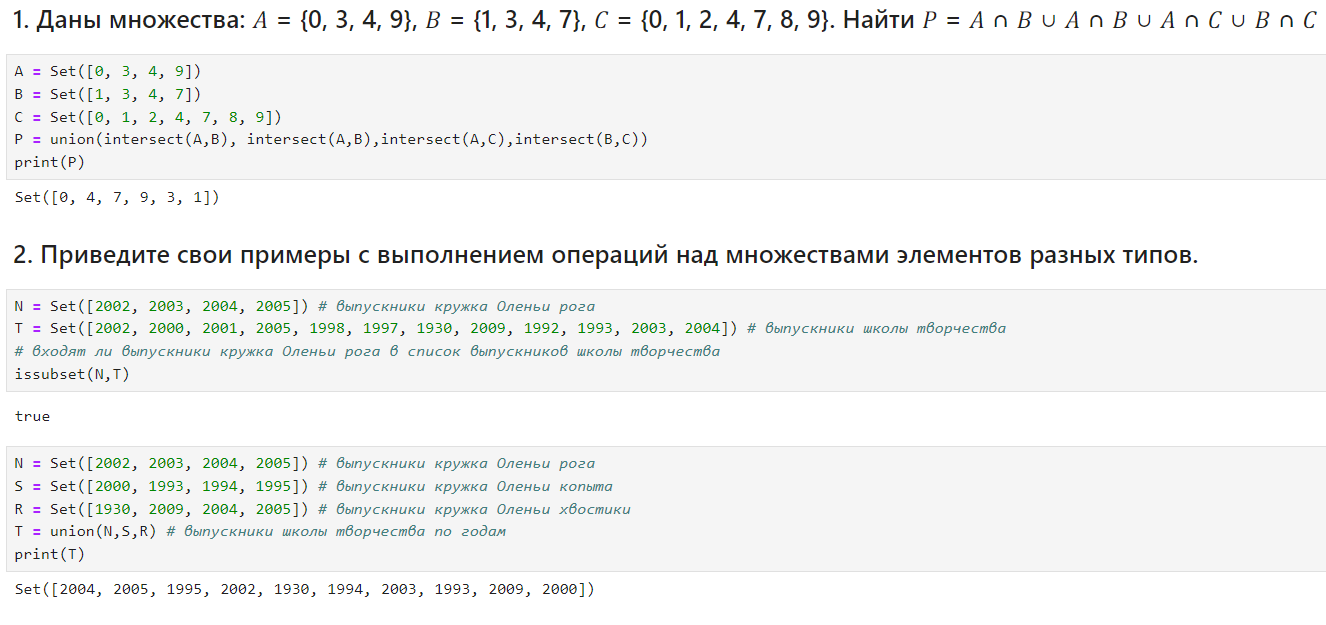 1. Даны множества: A = {0, 3, 4, 9}, B = {1, 3, 4, 7}, C = {0, 1, 2, 4, 7, 8, 9}. Найти P = A ∩ B ∪ A ∩ B ∪ A ∩ C ∪ B ∩ C
A = Set([0, 3, 4, 9])
B = Set([1, 3, 4, 7])
C = Set([0, 1, 2, 4, 7, 8, 9])
P = union(intersect(A,B), intersect(A,B),intersect(A,C),intersect(B,C))
print(P)
Set([0, 4, 7, 9, 3, 1])
2. Приведите свои примеры с выполнением операций над множествами элементов разных типов.
N = Set([2002, 2003, 2004, 2005]) # выпускники кружка Оленьи рога
T = Set([2002, 2000, 2001, 2005, 1998, 1997, 1930, 2009, 1992, 1993, 2003, 2004]) # выпускники школы творчества
# входят ли выпускники кружка Оленьи рога в список выпускников школы творчества
issubset(N,T)
true
N = Set([2002, 2003, 2004, 2005]) # выпускники кружка Оленьи рога
S = Set([2000, 1993, 1994, 1995]) # выпускники кружка Оленьи копыта
R = Set([1930, 2009, 2004, 2005]) # выпускники кружка Оленьи хвостики
T = union(N,S,R) # выпускники школы творчества по годам
print(T)
Set([2004, 2005, 1995, 2002, 1930, 1994, 2003, 1993, 2009, 2000])